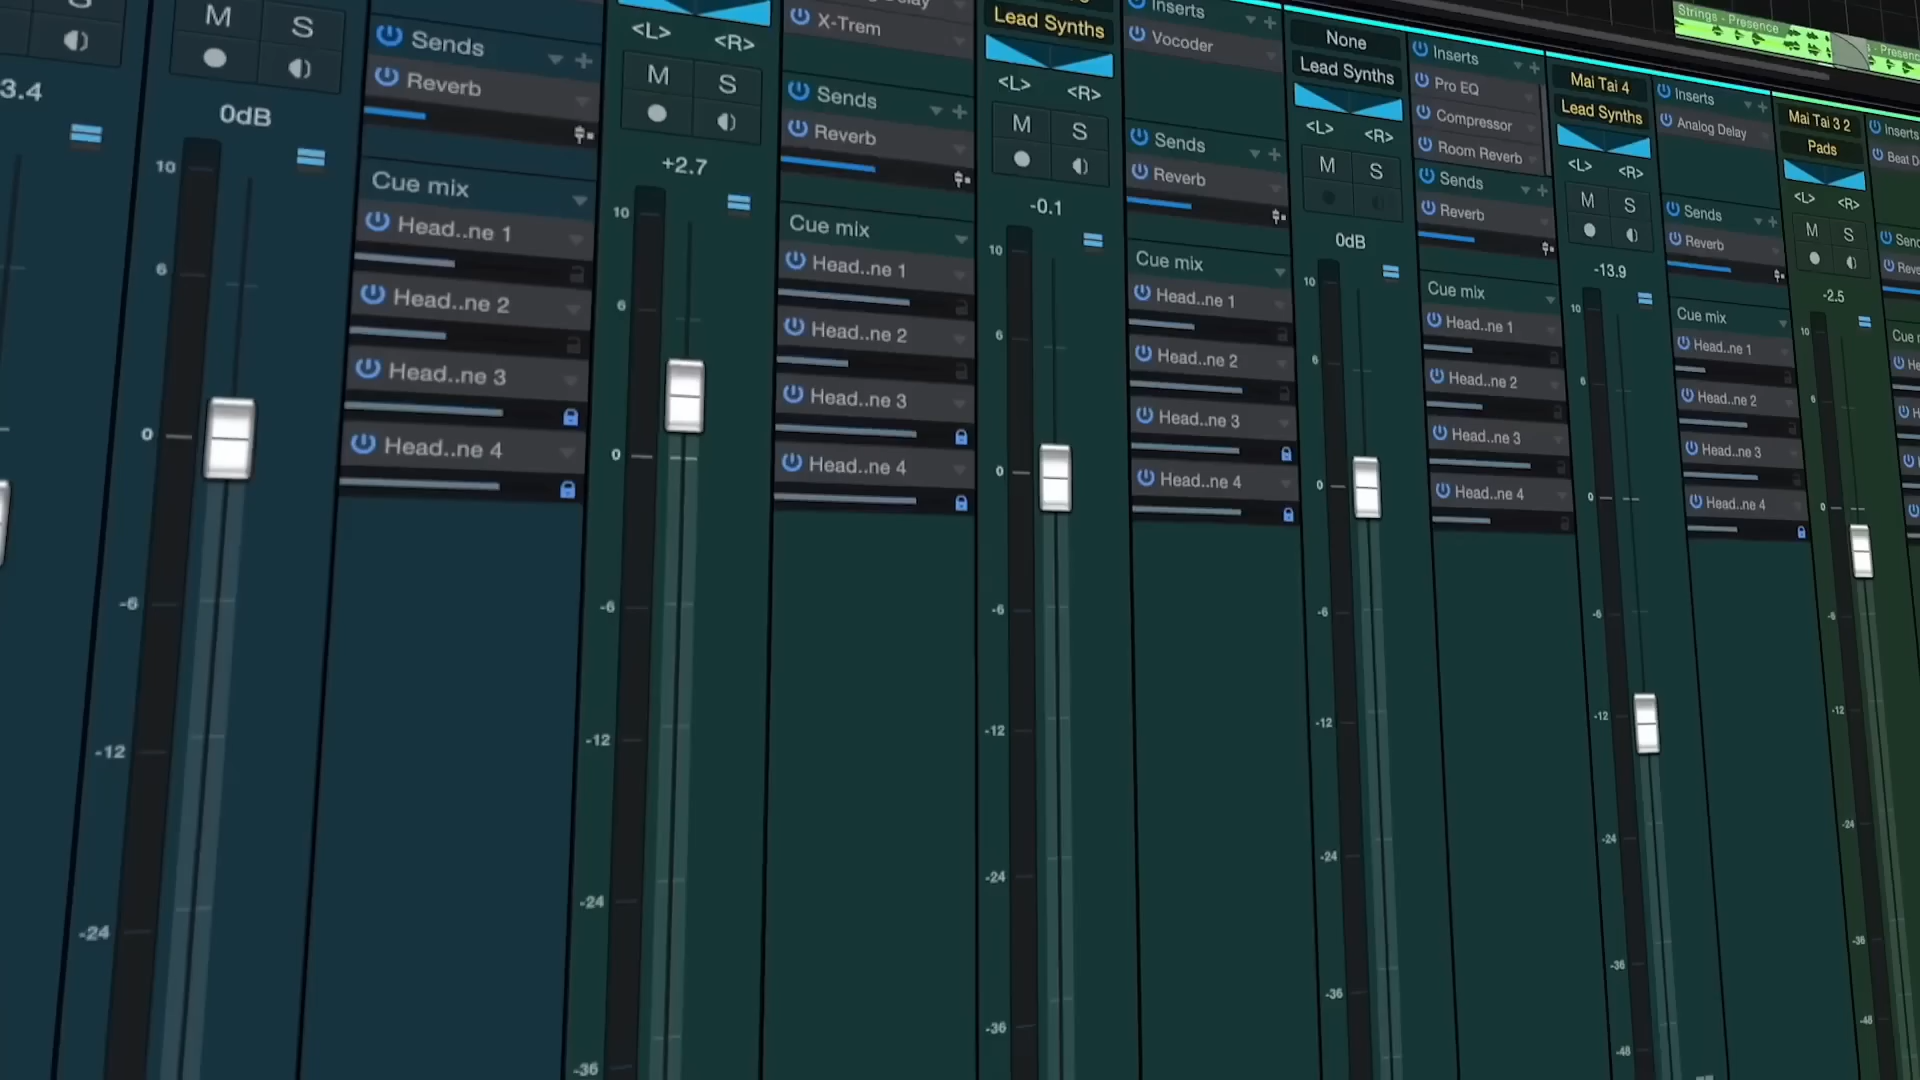 S
3.4
M S
0dB
10
6
0
-6
-12
-24
Sends
Reverb
Cue mix
Head..ne 1
Head..ne 2
Head..ne 3
Head..ne 4
<L> <R>
M S
+2.7
10
6
0
-6
-12
-24
-36
X-Trem
Sends
Reverb
Cue mix
Head..ne 1
Head..ne 2
Head..ne 3
Head..ne 4
Lead Synths
<L> <R>
M S
-0.1
10
6
0
-6
-12
-24
-36
Inserts
Vocoder
Sends
Reverb
Cue mix
Head..ne 1
Head..ne 2
Head..ne 3
Head..ne 4
None
Lead Synths
<L> <R>
M S
0dB
10
6
0
-6
-12
-24
-36
Inserts
Pro EQ
Compressor
Room Reverb
Sends
Reverb
Cue mix
Head..ne 1
Head..ne 2
Head..ne 3
Head..ne 4
Mai Tai 4
Lead Synths
<L> <R>
M S
-13.9
10
6
0
-6
-12
-24
-36
-48
Inserts
Analog Delay
Sends
Reverb
Cue mix
Head..ne 1
Head..ne 2
Head..ne 3
Head..ne 4
Strings - Presence
Mai Tai 3 2
Pads
<L> <R>
M S
-2.5
10
6
0
-6
-12
-24
-36
-48
Inserts